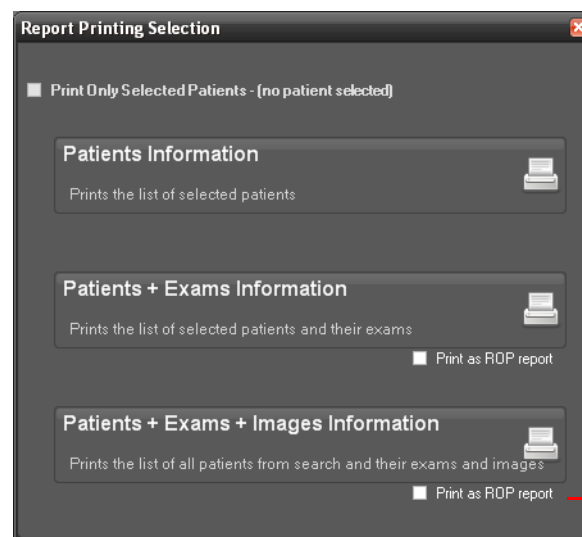 Report Printing Selection
Print Only Selected Patients - (no patient selected)
Patients Information
Prints the list of selected patients
Patients + Exams Information
Prints the list of selected patients and their exams
Print as ROP report
Patients + Exams + Images Information
Prints the list of all patients from search and their exams and images
Print as ROP report